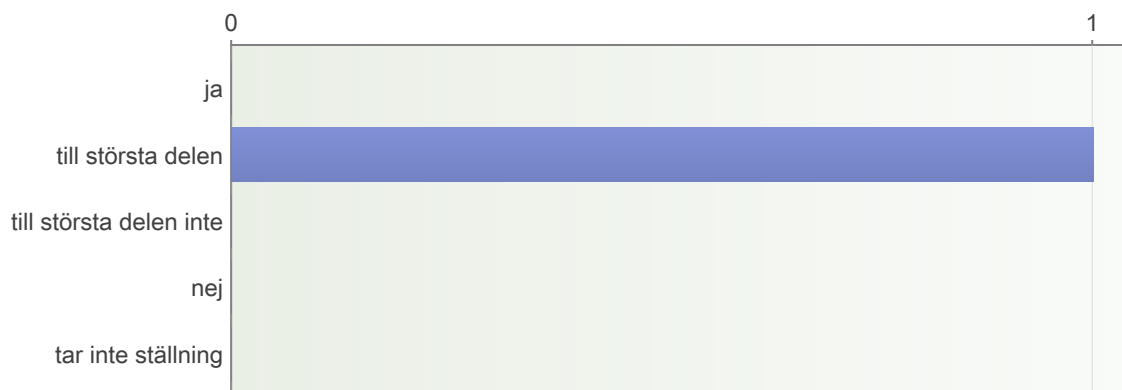 0
1
ja
till största delen
till största delen inte
nej
tar inte ställning